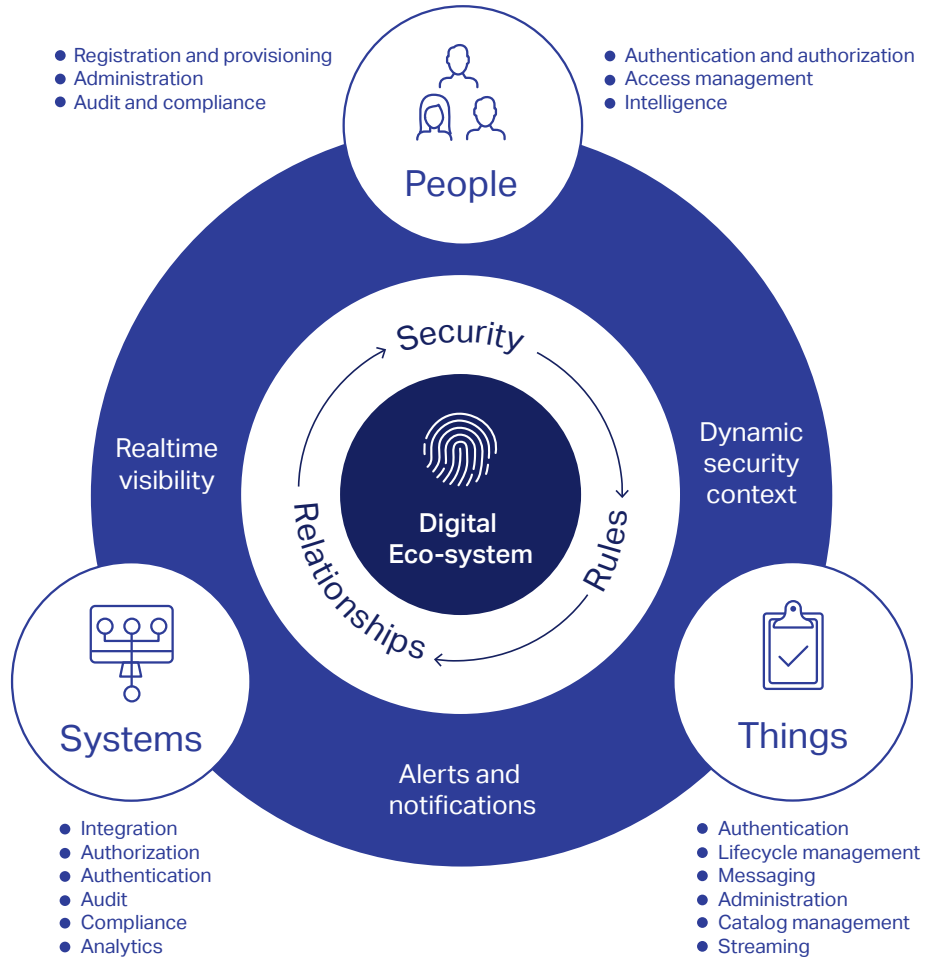 Registration and provisioning
Administration
Audit and compliance
Authentication and authorization
Access management
Intelligence
People
Security
Rules
Relationships
Digital
Eco-system
Realtime
visibility
Dynamic
security
context
Alerts and
notifications
Systems
Integration
Authorization
Authentication
Audit
Compliance
Analytics
Things
Authentication
Lifecycle management
Messaging
Administration
Catalog management
Streaming